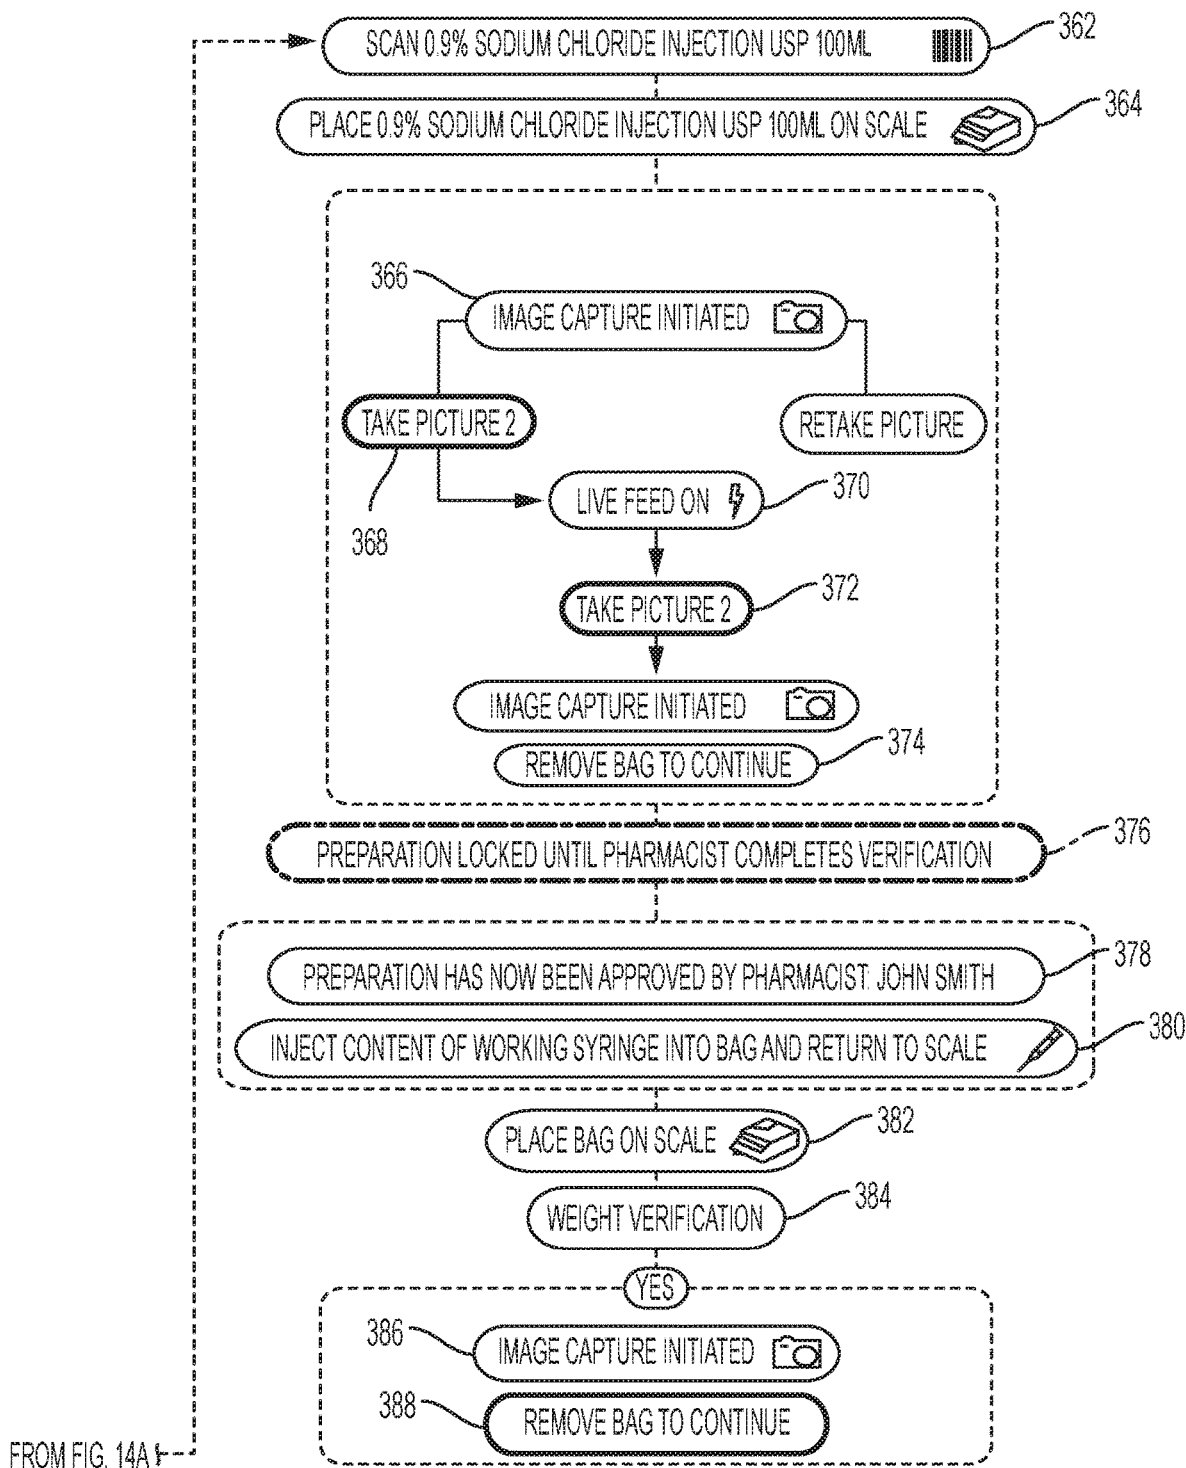 SCAN 0.9% SODIUM CHLORIDE INJECTION USP 100ML
362
PLACE 0.9% SODIUM CHLORIDE INJECTION USP 100ML ON SCALE
364
366
IMAGE CAPTURE INITIATED
TAKE PICTURE 2
RETAKE PICTURE
368
LIVE FEED ON
370
TAKE PICTURE 2
372
IMAGE CAPTURE INITIATED
REMOVE BAG TO CONTINUE
374
PREPARATION LOCKED UNTIL PHARMACIST COMPLETES VERIFICATION
376
PREPARATION HAS NOW BEEN APPROVED BY PHARMACIST: JOHN SMITH
378
INJECT CONTENT OF WORKING SYRINGE INTO BAG AND RETURN TO SCALE
380
PLACE BAG ON SCALE
382
WEIGHT VERIFICATION
384
YES
386
IMAGE CAPTURE INITIATED
388
REMOVE BAG TO CONTINUE
FROM FIG. 14A